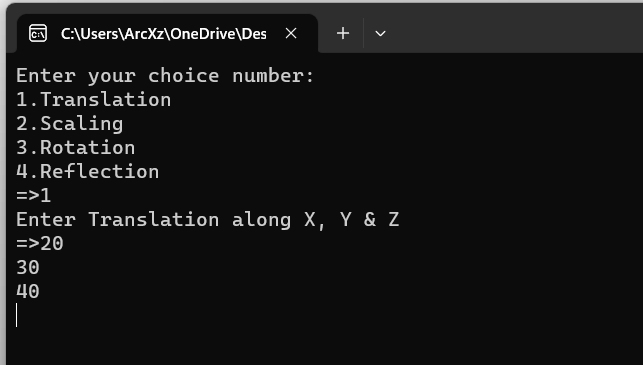 C:\Users\ArcXz\OneDrive\Des
Enter your choice number:
1.Translation
2.Scaling
3.Rotation
4.Reflection
=>1
Enter Translation along X, Y & Z
=>20
30
40